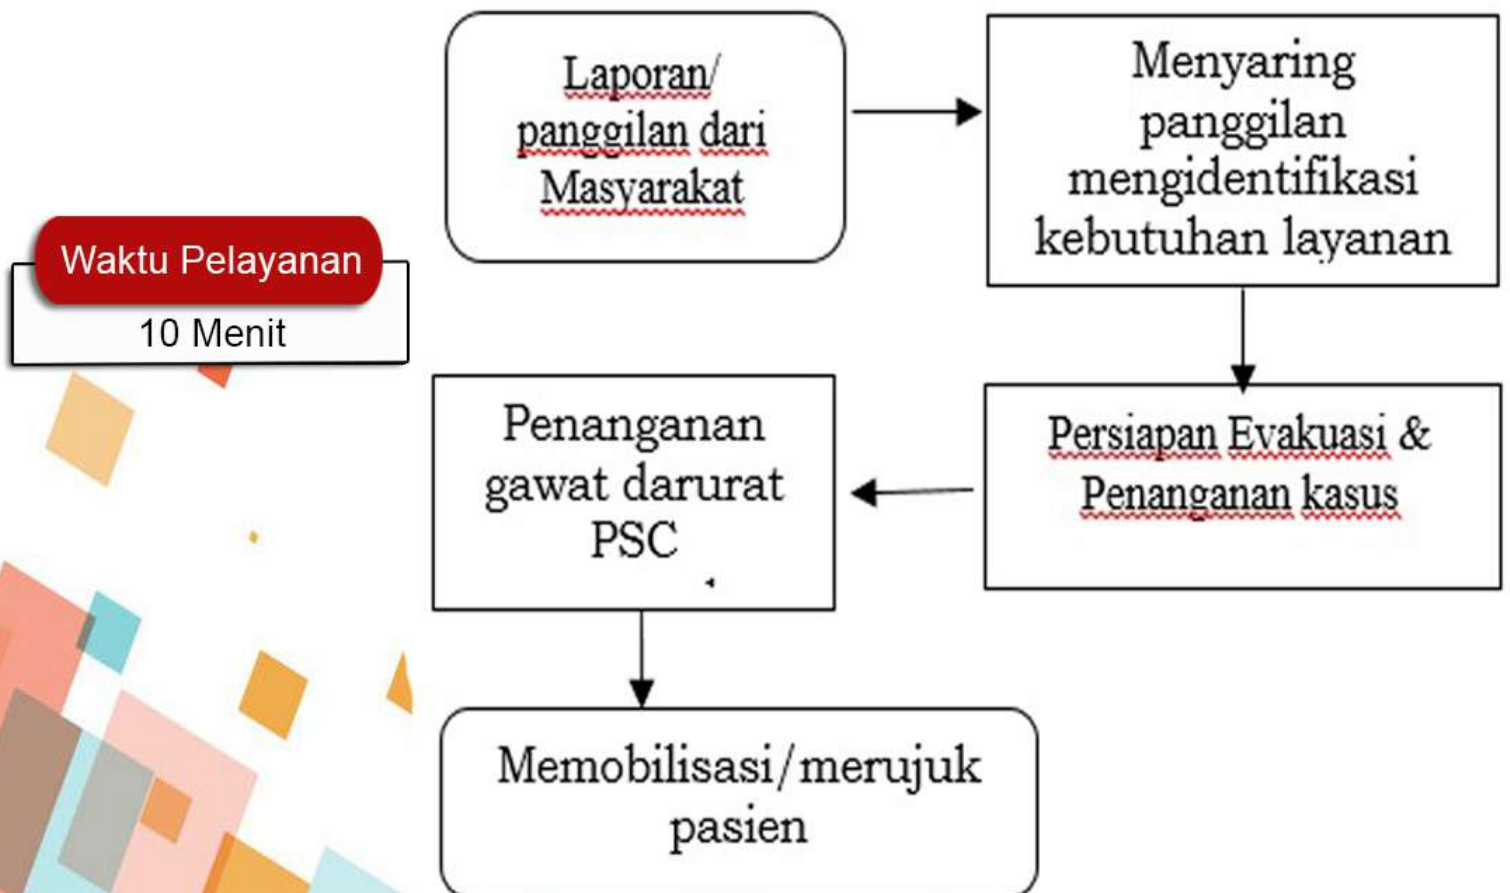 Laporan/
panggilan dari
Masyarakat
Menyaring
panggilan
mengidentifikasi
kebutuhan layanan
Waktu Pelayanan
10 Menit
Persiapan Evakuasi &
Penanganan kasus
Penanganan
gawat darurat
PSC
Memobilisasi/merujuk
pasien